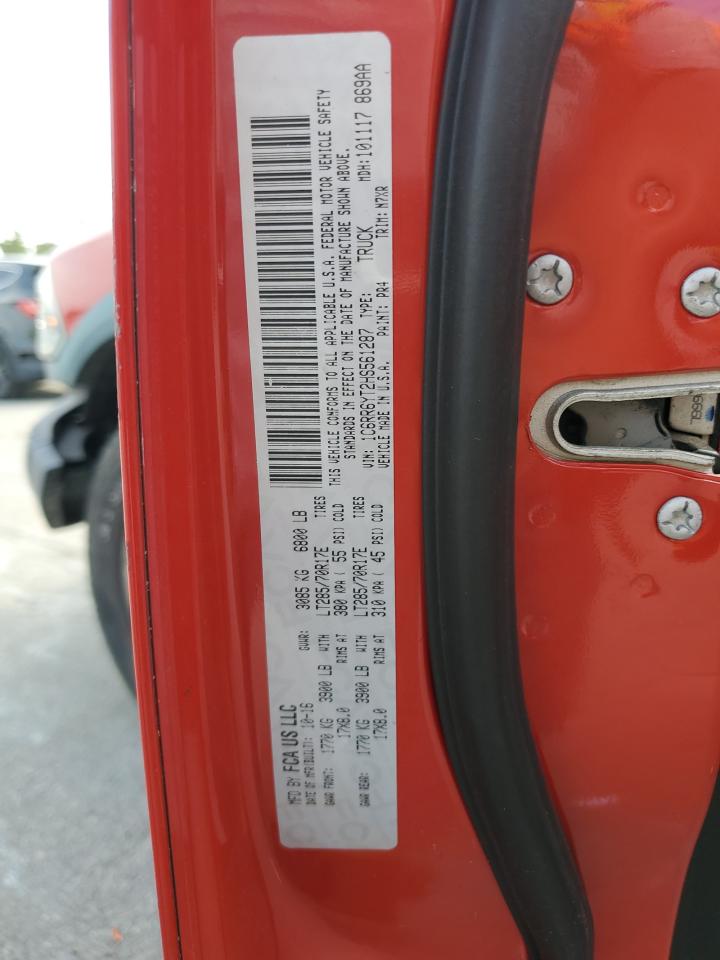 MFD BY FCA US LLC
DATE OF MFR(BUILT): 10-16 GVWR: 3085 KG 6800 LB
GAWR FRONT: 1770 KG 3900 LB WITH LT285/70R17E TIRES
17X8.0 RIMS AT 380 KPA ( 55 PSI) COLD
GAWR REAR: 1770 KG 3900 LB WITH LT285/70R17E TIRES
17X8.0 RIMS AT 310 KPA ( 45 PSI) COLD
THIS VEHICLE CONFORMS TO ALL APPLICABLE U.S.A. FEDERAL MOTOR VEHICLE SAFETY
STANDARDS IN EFFECT ON THE DATE OF MANUFACTURE SHOWN ABOVE.
VIN: 1C6RR6YT2HS561287 TYPE: TRUCK MDH:101117 869AA
VEHICLE MADE IN U.S.A. PAINT: PR4 TRIM: N7XR